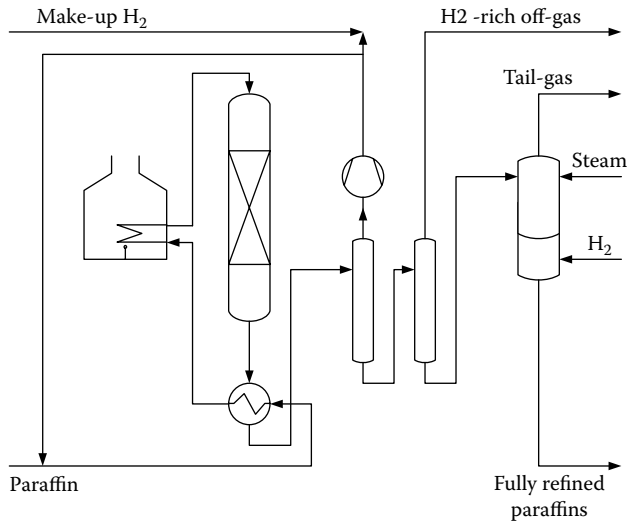 Make-up H₂
H2 -rich off-gas
Tail-gas
Steam
H₂
Paraffin
Fully refined
paraffins